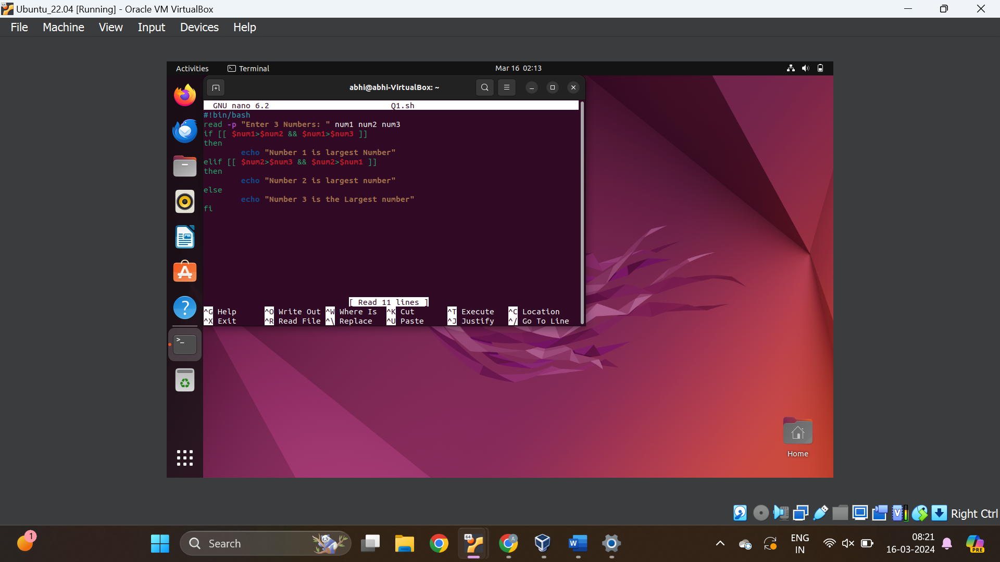 Ubuntu_22.04 [Running] - Oracle VM VirtualBox
File Machine View Input Devices Help
Activities Terminal Mar 16 02:13
abhi@abhi-VirtualBox: ~
GNU nano 6.2 Q1.sh
#!bin/bash
read -p "Enter 3 Numbers: " num1 num2 num3
if [[ $num1>$num2 && $num1>$num3 ]]
then
echo "Number 1 is largest Number"
elif [[ $num2>$num3 && $num2>$num1 ]]
then
echo "Number 2 is largest number"
else
echo "Number 3 is the Largest number"
fi
[ Read 11 lines ]
^G Help ^O Write Out ^W Where Is ^K Cut ^T Execute ^C Location
^X Exit ^R Read File ^\ Replace ^U Paste ^J Justify ^/ Go To Line
Home
Right Ctrl
1
Search
64
A
W
ENG
IN
08:21
16-03-2024
PRE